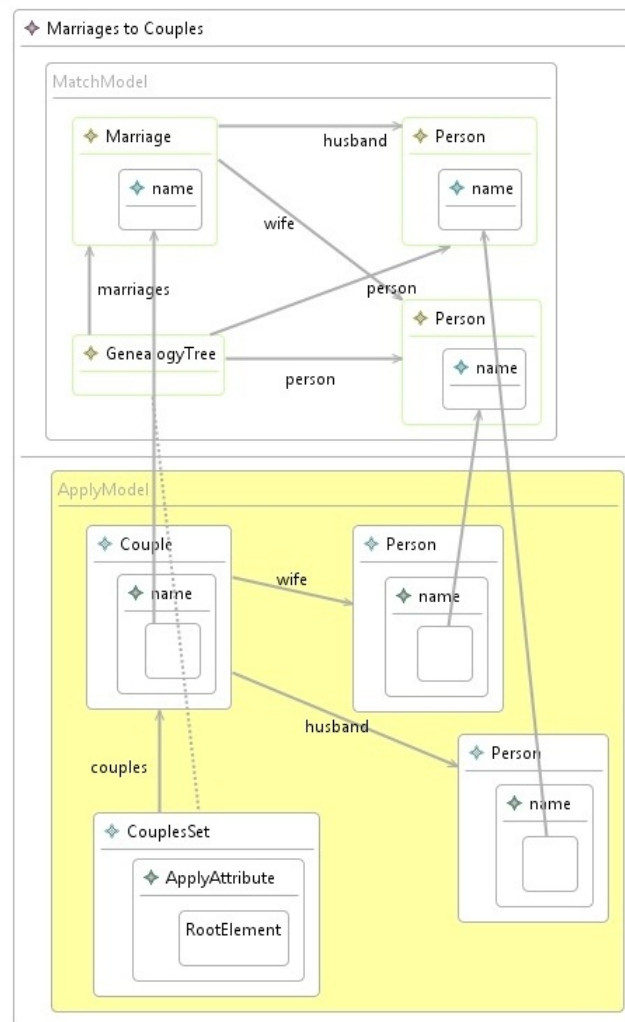 Marriages to Couples
MatchModel
Marriage
husband
Person
name
name
wife
marriages
person
Person
GenealogyTree
name
person
ApplyModel
Couple
Person
wife
name
name
husband
Person
couples
name
CouplesSet
ApplyAttribute
RootElement